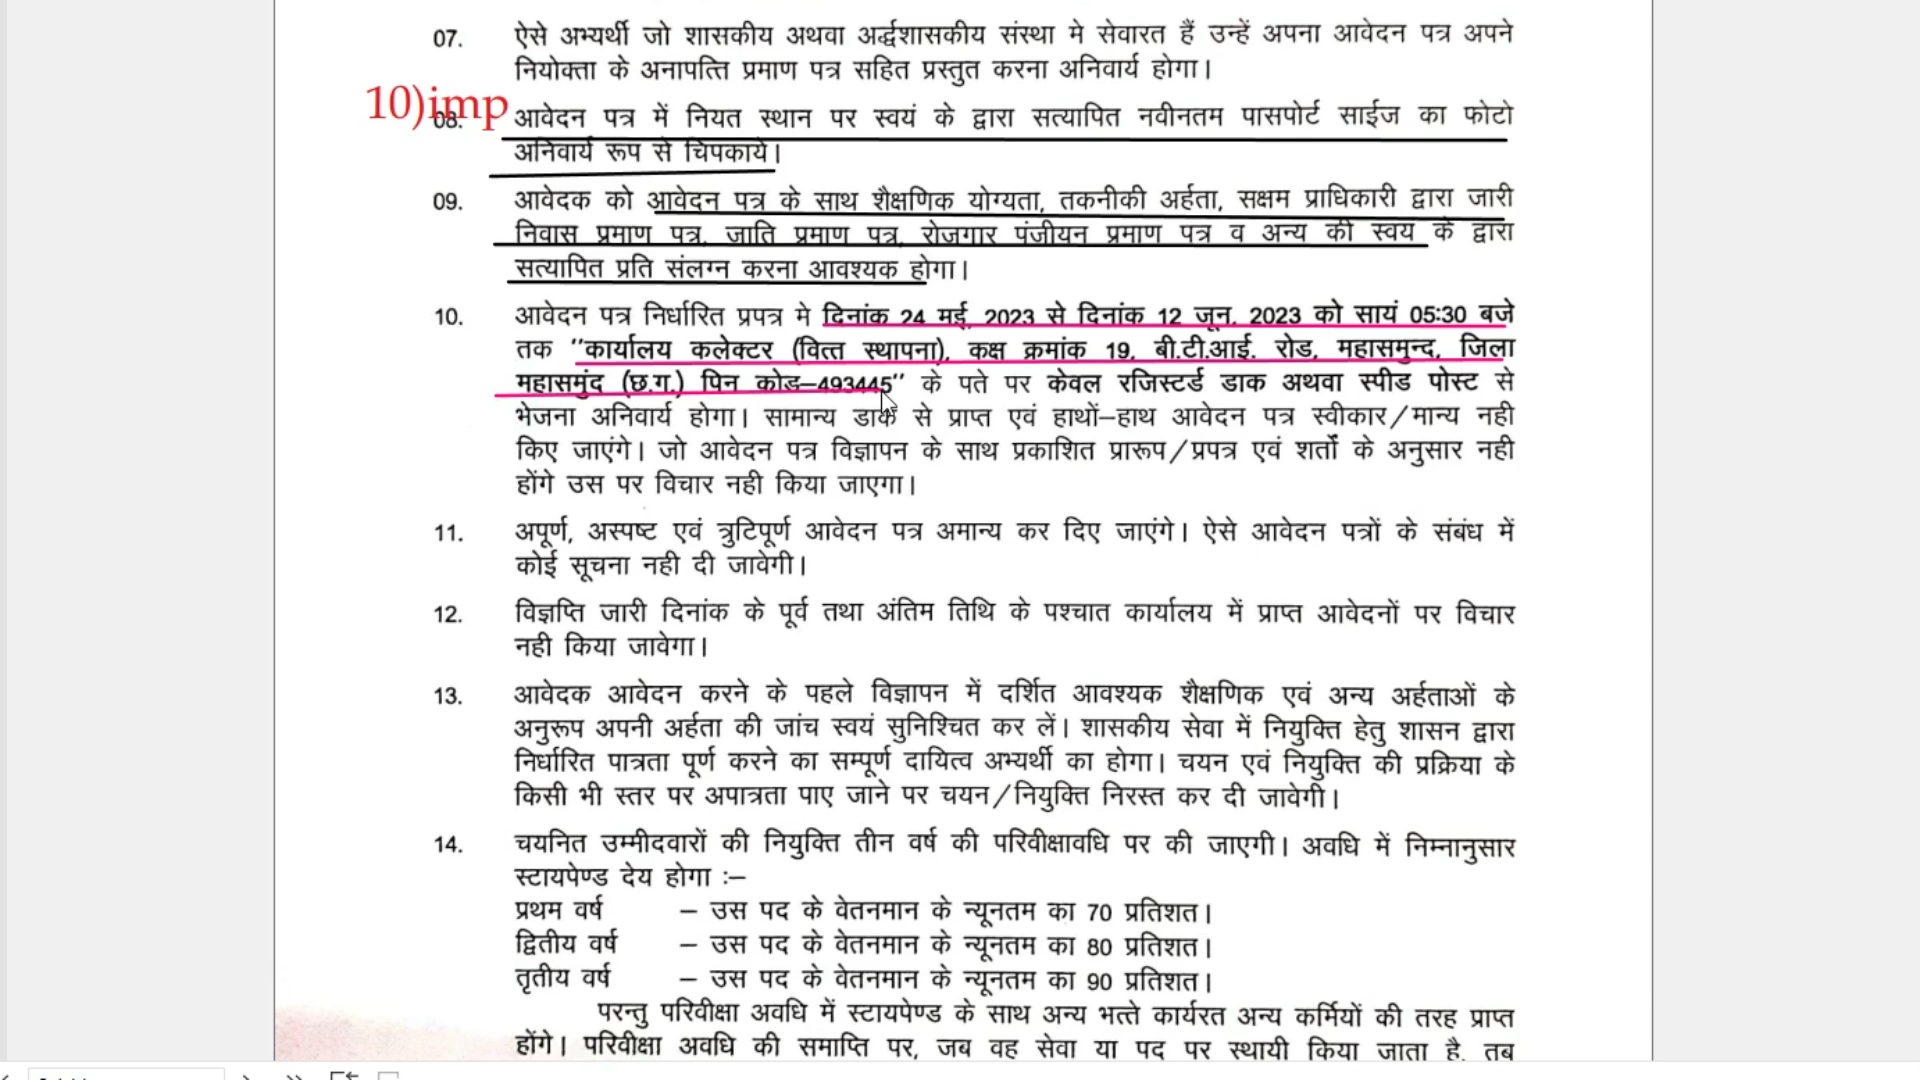 07. ऐसे अभ्यर्थी जो शासकीय अथवा अर्द्धशासकीय संस्था मे सेवारत हैं उन्हें अपना आवेदन पत्र अपने
नियोक्ता के अनापत्ति प्रमाण पत्र सहित प्रस्तुत करना अनिवार्य होगा।
10)imp
08. आवेदन पत्र में नियत स्थान पर स्वयं के द्वारा सत्यापित नवीनतम पासपोर्ट साईज का फोटो
अनिवार्य रूप से चिपकाये।
09. आवेदक को आवेदन पत्र के साथ शैक्षणिक योग्यता, तकनीकी अर्हता, सक्षम प्राधिकारी द्वारा जारी
निवास प्रमाण पत्र, जाति प्रमाण पत्र, रोजगार पंजीयन प्रमाण पत्र व अन्य की स्वय के द्वारा
सत्यापित प्रति संलग्न करना आवश्यक होगा।
10. आवेदन पत्र निर्धारित प्रपत्र मे दिनांक 24 मई, 2023 से दिनांक 12 जून, 2023 को सायं 05:30 बजे
तक "कार्यालय कलेक्टर (वित्त स्थापना), कक्ष क्रमांक 19, बी.टी.आई. रोड, महासमुन्द, जिला
महासमुंद (छ.ग.) पिन कोड–493445" के पते पर केवल रजिस्टर्ड डाक अथवा स्पीड पोस्ट से
भेजना अनिवार्य होगा। सामान्य डाक से प्राप्त एवं हाथों–हाथ आवेदन पत्र स्वीकार/मान्य नही
किए जाएंगे। जो आवेदन पत्र विज्ञापन के साथ प्रकाशित प्रारूप/प्रपत्र एवं शर्तों के अनुसार नही
होंगे उस पर विचार नही किया जाएगा।
11. अपूर्ण, अस्पष्ट एवं त्रुटिपूर्ण आवेदन पत्र अमान्य कर दिए जाएंगे। ऐसे आवेदन पत्रों के संबंध में
कोई सूचना नही दी जावेगी।
12. विज्ञप्ति जारी दिनांक के पूर्व तथा अंतिम तिथि के पश्चात कार्यालय में प्राप्त आवेदनों पर विचार
नही किया जावेगा।
13. आवेदक आवेदन करने के पहले विज्ञापन में दर्शित आवश्यक शैक्षणिक एवं अन्य अर्हताओं के
अनुरूप अपनी अर्हता की जांच स्वयं सुनिश्चित कर लें। शासकीय सेवा में नियुक्ति हेतु शासन द्वारा
निर्धारित पात्रता पूर्ण करने का सम्पूर्ण दायित्व अभ्यर्थी का होगा। चयन एवं नियुक्ति की प्रक्रिया के
किसी भी स्तर पर अपात्रता पाए जाने पर चयन/नियुक्ति निरस्त कर दी जावेगी।
14. चयनित उम्मीदवारों की नियुक्ति तीन वर्ष की परिवीक्षावधि पर की जाएगी। अवधि में निम्नानुसार
स्टायपेण्ड देय होगा :–
प्रथम वर्ष – उस पद के वेतनमान के न्यूनतम का 70 प्रतिशत।
द्वितीय वर्ष – उस पद के वेतनमान के न्यूनतम का 80 प्रतिशत।
तृतीय वर्ष – उस पद के वेतनमान के न्यूनतम का 90 प्रतिशत।
परन्तु परिवीक्षा अवधि में स्टायपेण्ड के साथ अन्य भत्ते कार्यरत अन्य कर्मियों की तरह प्राप्त
होंगे। परिवीक्षा अवधि की समाप्ति पर, जब वह सेवा या पद पर स्थायी किया जाता है, तब